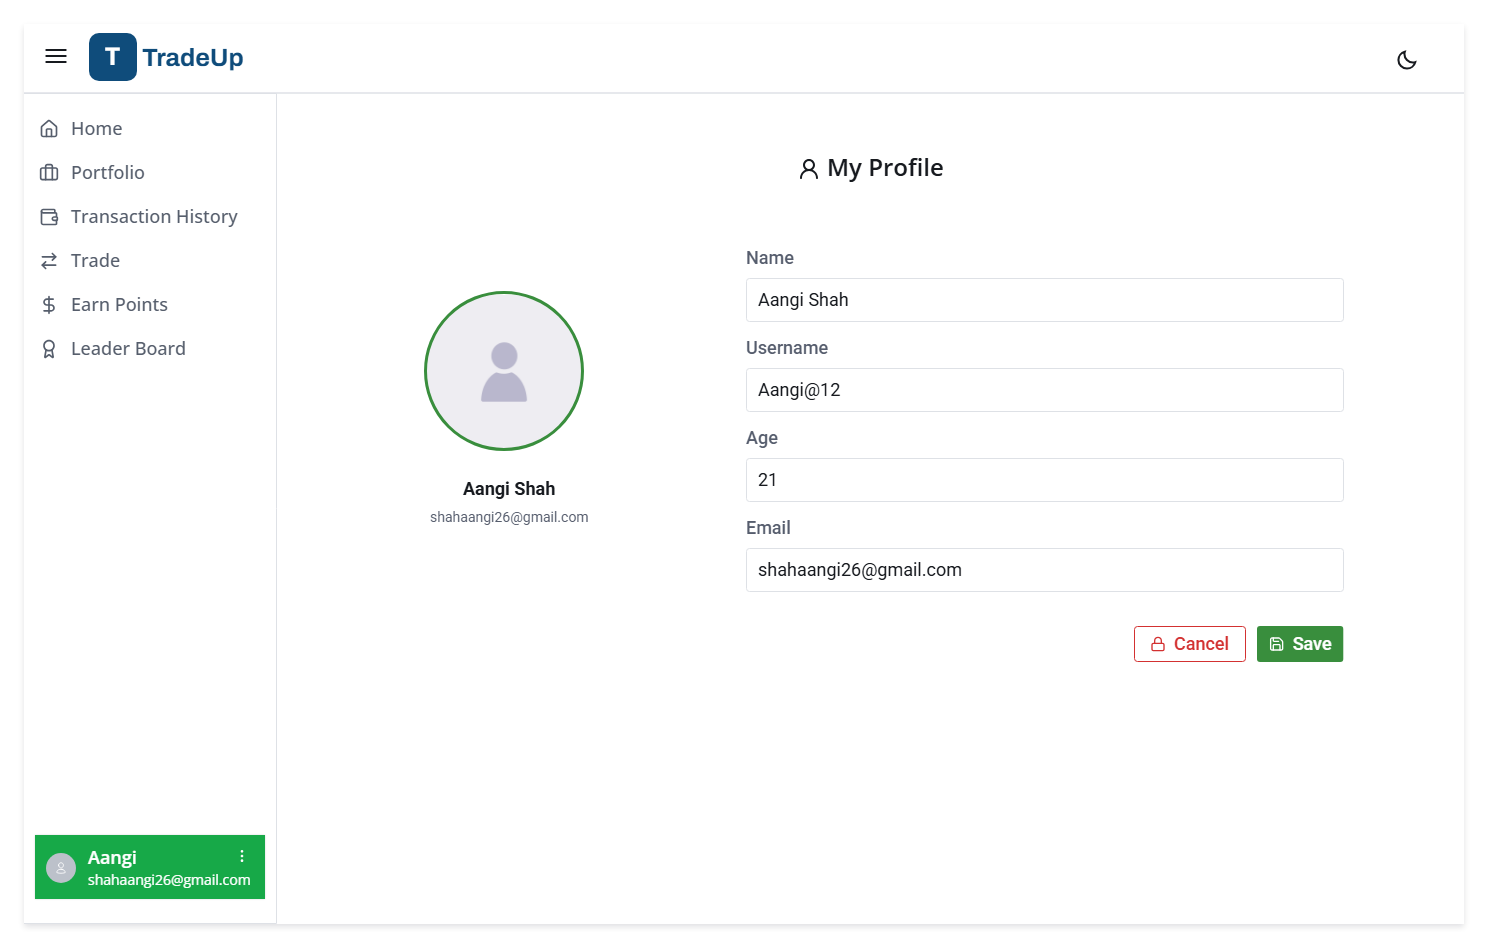 T TradeUp
Home
Portfolio
Transaction History
Trade
Earn Points
Leader Board
Aangi
shahaangi26@gmail.com
My Profile
Aangi Shah
shahaangi26@gmail.com
Name
Aangi Shah
Username
Aangi@12
Age
21
Email
shahaangi26@gmail.com
Cancel Save